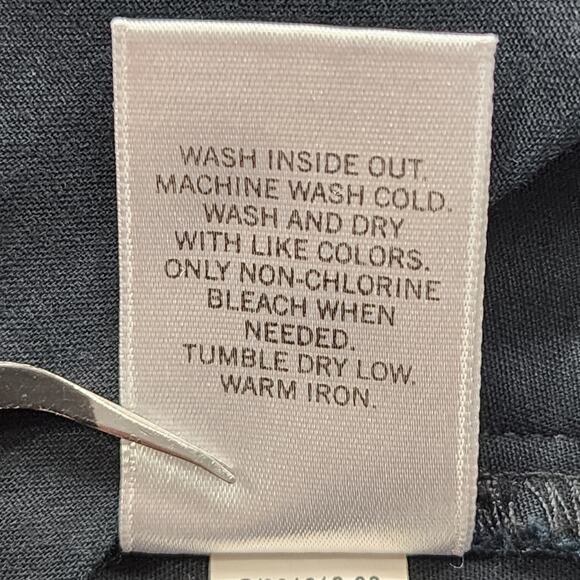 WASH INSIDE OUT.
MACHINE WASH COLD.
WASH AND DRY
WITH LIKE COLORS.
ONLY NON-CHLORINE
BLEACH WHEN
NEEDED.
TUMBLE DRY LOW.
WARM IRON.